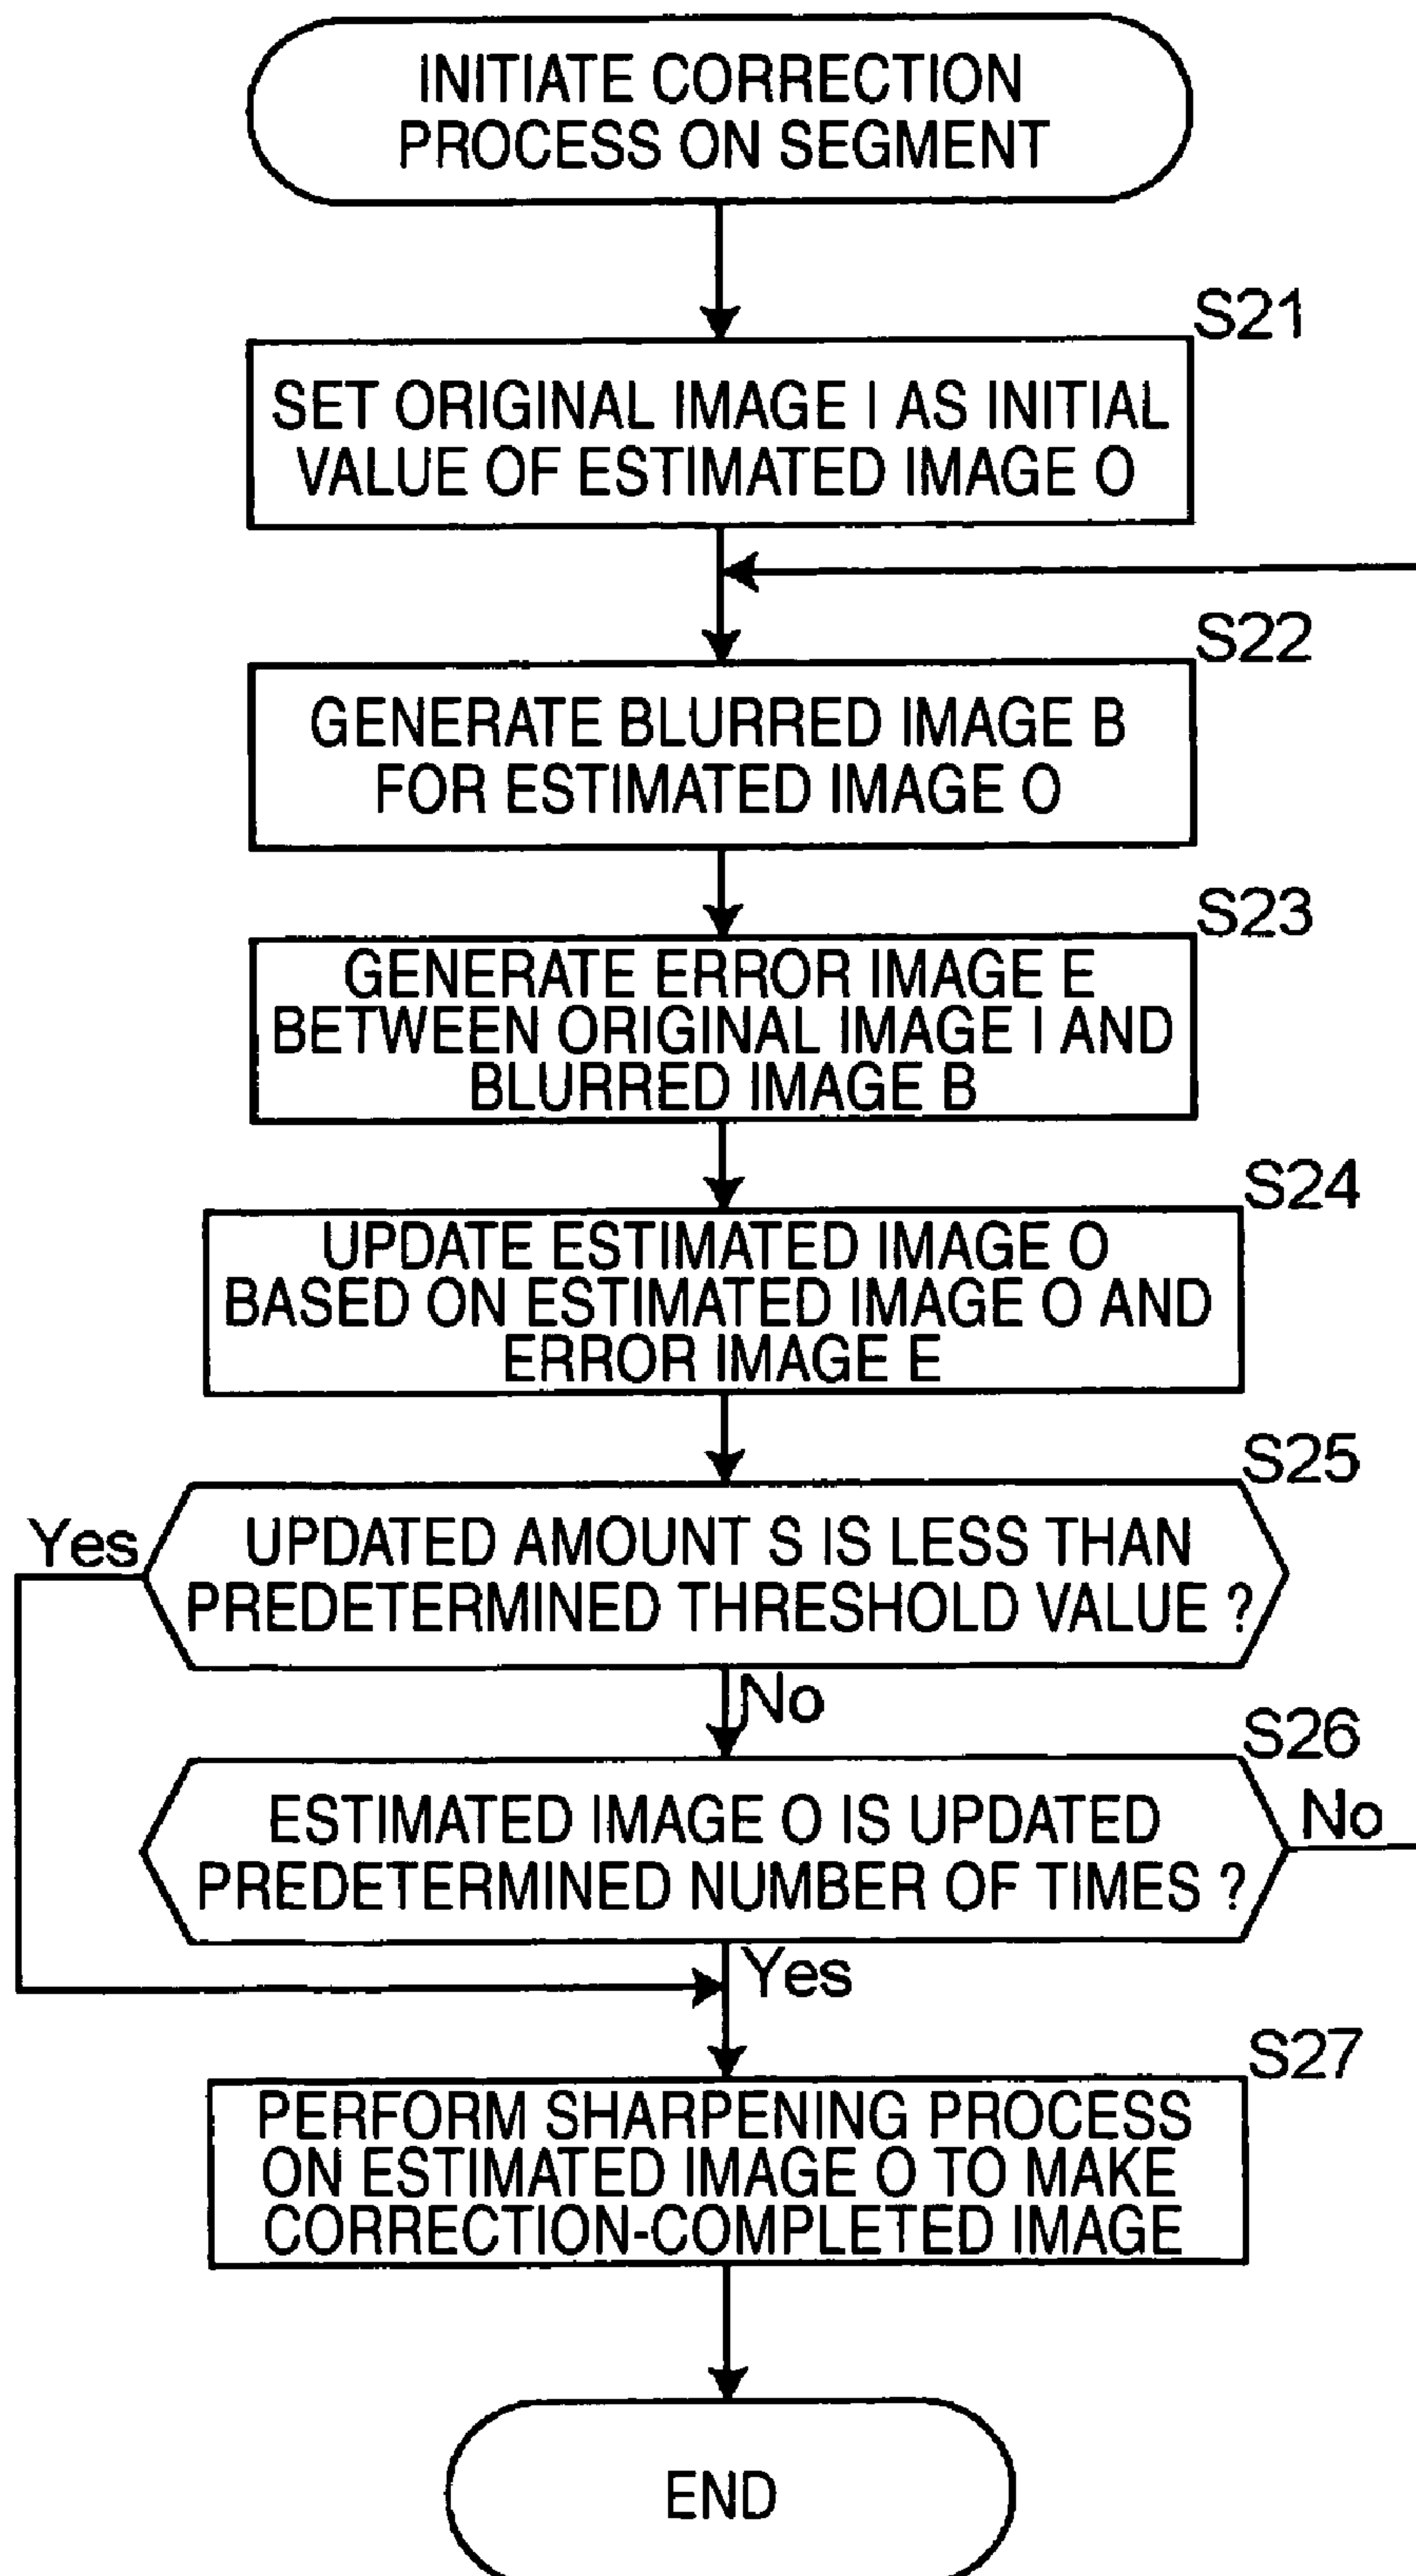 INITIATE CORRECTION
PROCESS ON SEGMENT
S21
SET ORIGINAL IMAGE I AS INITIAL
VALUE OF ESTIMATED IMAGE O
S22
GENERATE BLURRED IMAGE B
FOR ESTIMATED IMAGE O
S23
GENERATE ERROR IMAGE E
BETWEEN ORIGINAL IMAGE I AND
BLURRED IMAGE B
S24
UPDATE ESTIMATED IMAGE O
BASED ON ESTIMATED IMAGE O AND
ERROR IMAGE E
S25
Yes
UPDATED AMOUNT S IS LESS THAN
PREDETERMINED THRESHOLD VALUE ?
No
S26
ESTIMATED IMAGE O IS UPDATED
PREDETERMINED NUMBER OF TIMES ?
No
Yes
S27
PERFORM SHARPENING PROCESS
ON ESTIMATED IMAGE O TO MAKE
CORRECTION-COMPLETED IMAGE
END